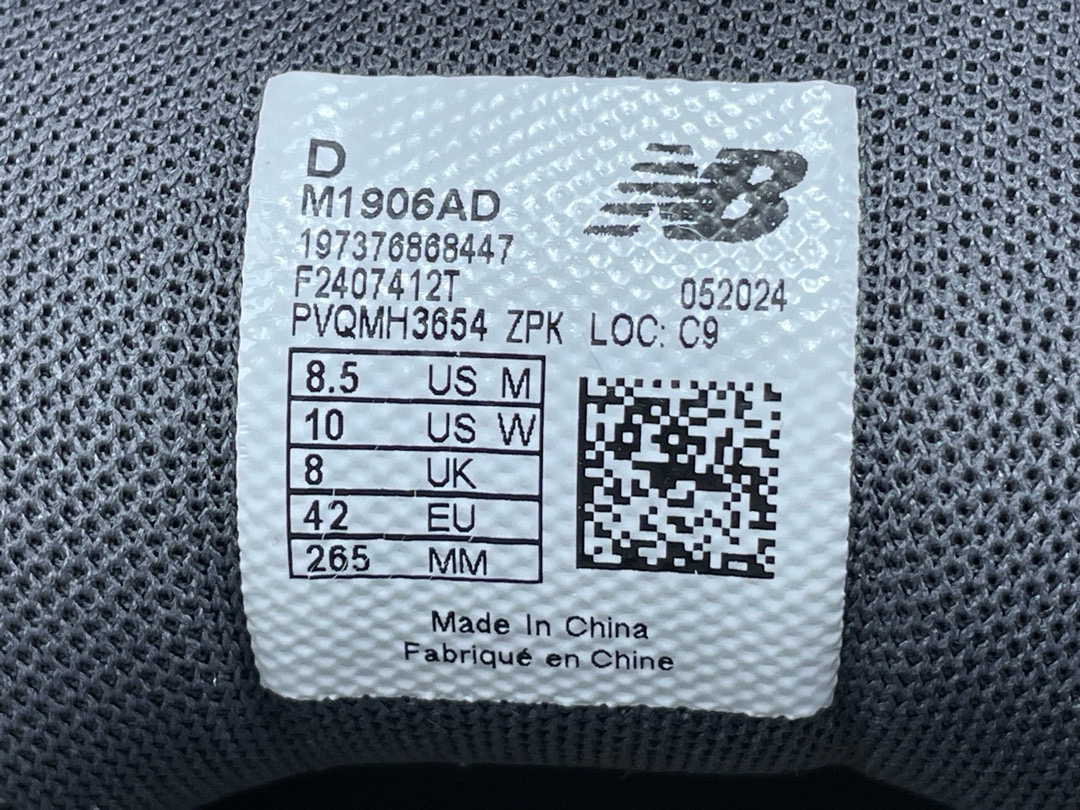 D
M1906AD
NB
197376868447
F2407412T 052024
PVQMH3654 ZPK LOC: C9
8.5 US M
10 US W
8 UK
42 EU
265 MM
Made In China
Fabriqué en Chine